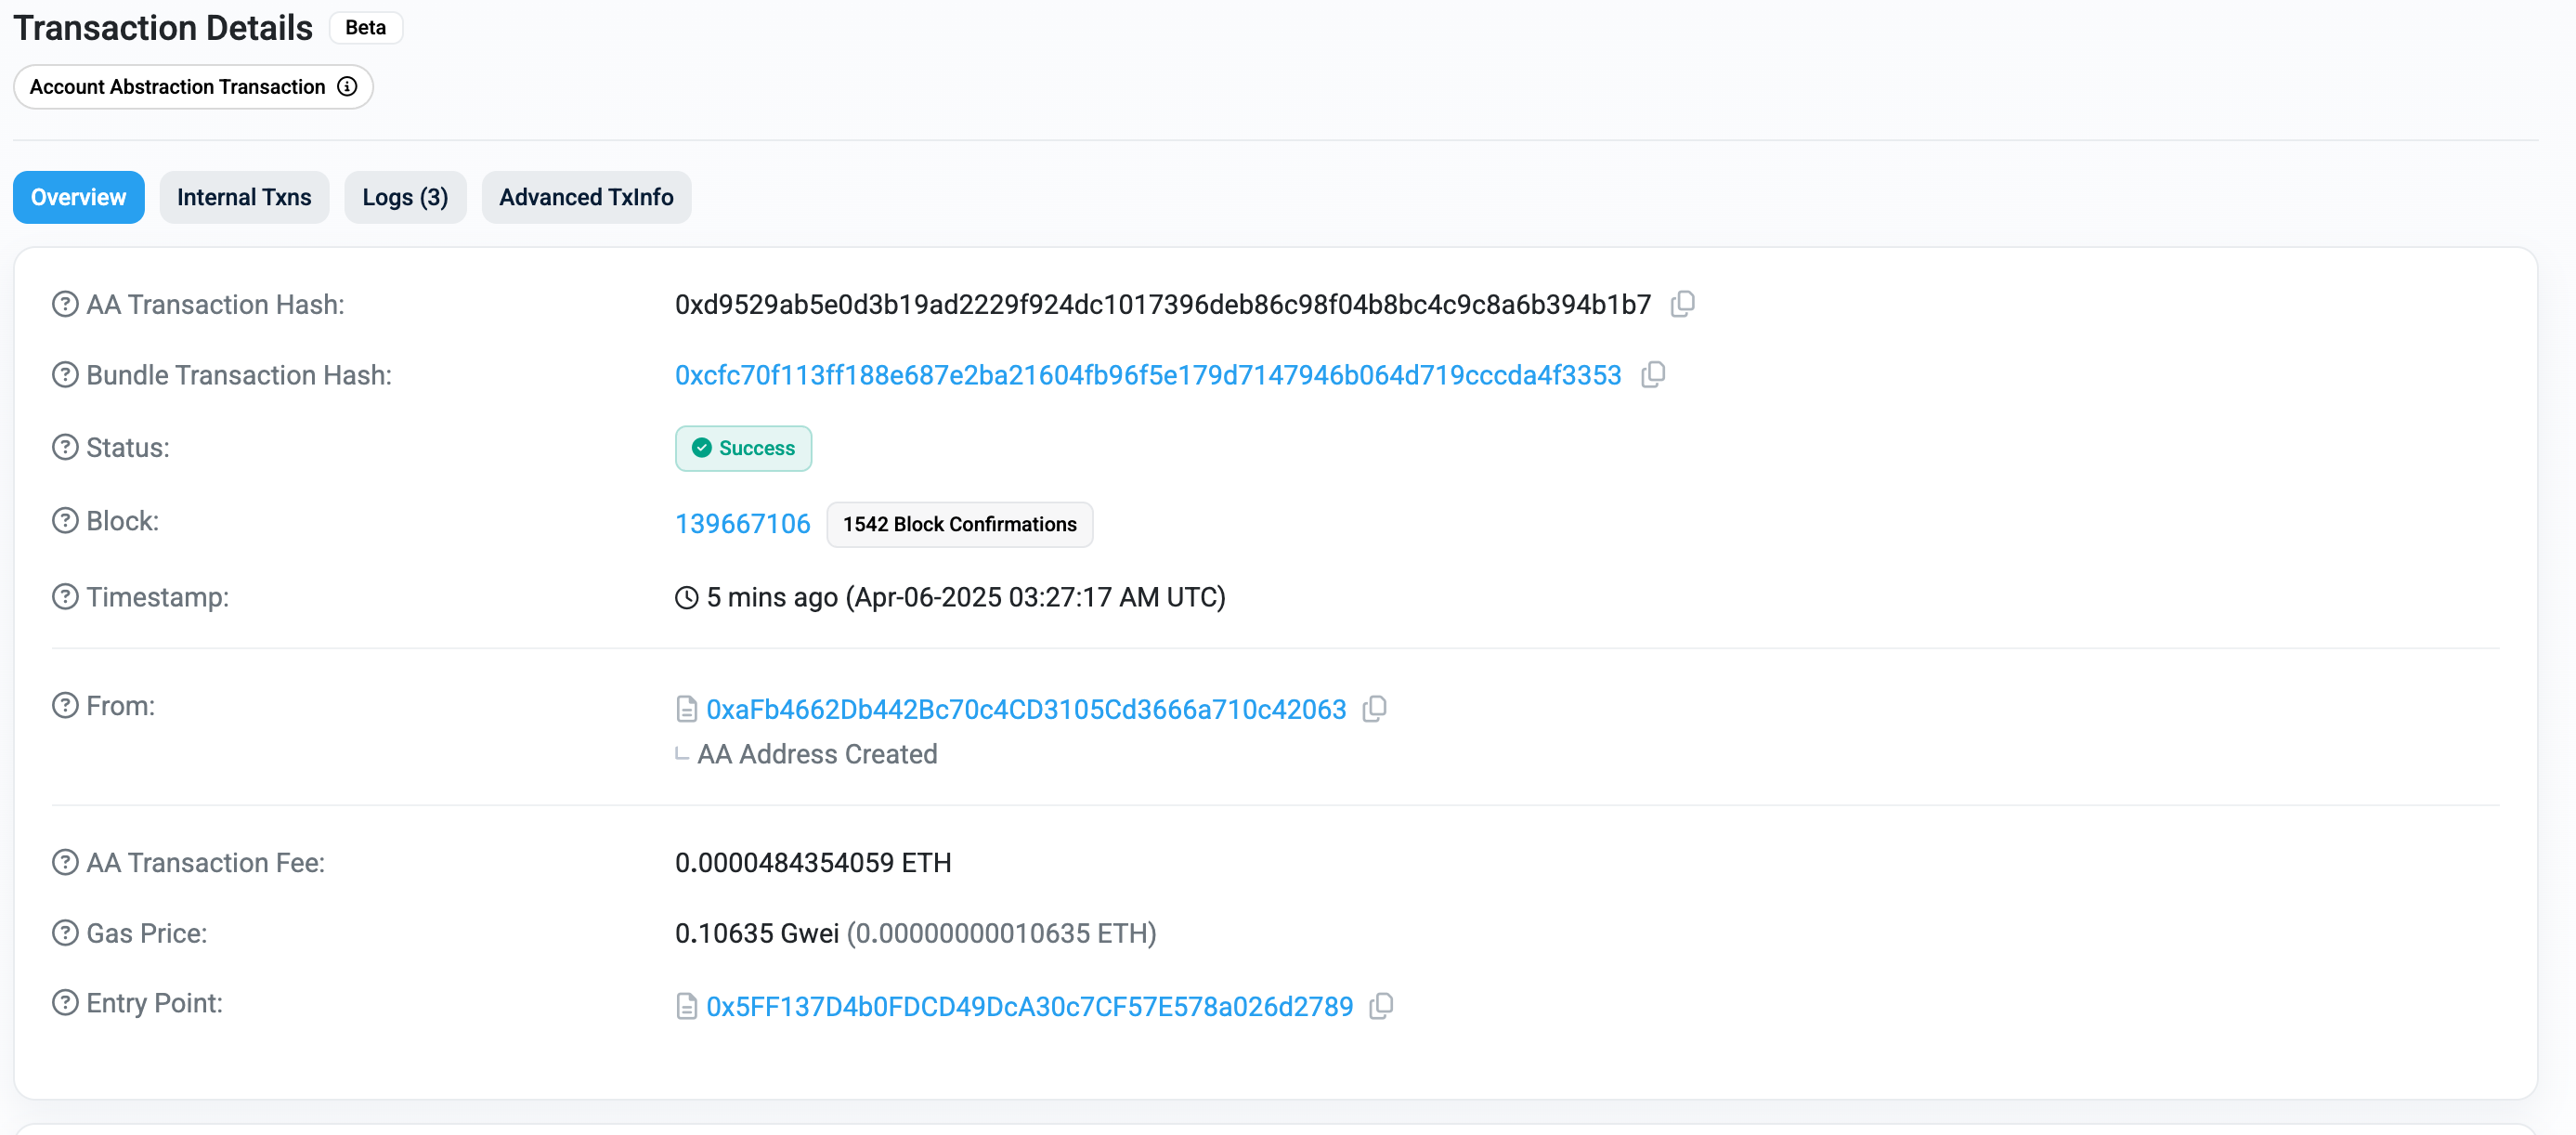 Transaction Details Beta
Account Abstraction Transaction
Overview Internal Txns Logs (3) Advanced TxInfo
AA Transaction Hash: 0xd9529ab5e0d3b19ad2229f924dc1017396deb86c98f04b8bc4c9c8a6b394b1b7
Bundle Transaction Hash: 0xcfc70f113ff188e687e2ba21604fb96f5e179d7147946b064d719cccda4f3353
Status: Success
Block: 139667106 1542 Block Confirmations
Timestamp: 5 mins ago (Apr-06-2025 03:27:17 AM UTC)
From: 0xaFb4662Db442Bc70c4CD3105Cd3666a710c42063
AA Address Created
AA Transaction Fee: 0.0000484354059 ETH
Gas Price: 0.10635 Gwei (0.00000000010635 ETH)
Entry Point: 0x5FF137D4b0FDCD49DcA30c7CF57E578a026d2789